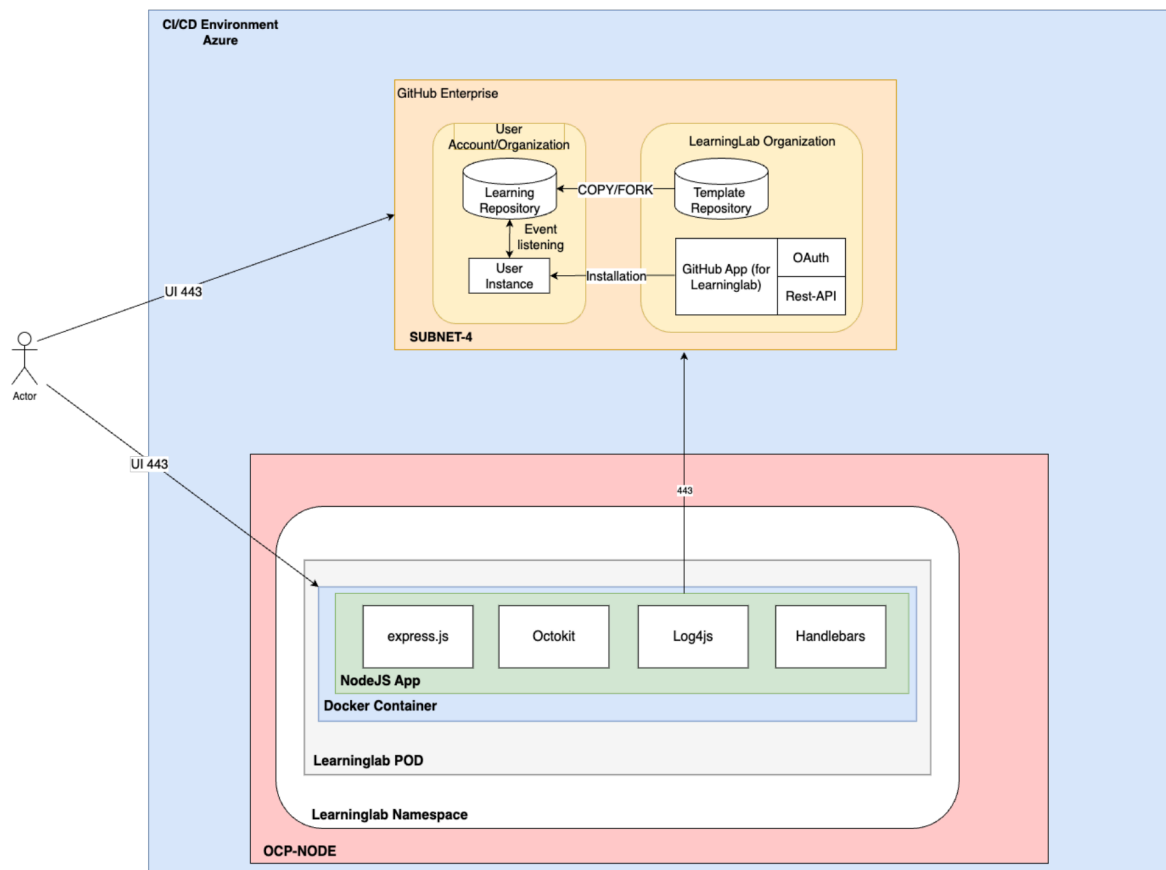 CI/CD Environment
Azure
GitHub Enterprise
User
Account/Organization
LearningLab Organization
Learning
Repository
COPY/FORK
Template
Repository
Event
listening
User
Instance
Installation
GitHub App (for
Learninglab)
OAuth
Rest-API
SUBNET-4
UI 443
Actor
UI 443
443
express.js
Octokit
Log4js
Handlebars
NodeJS App
Docker Container
Learninglab POD
Learninglab Namespace
OCP-NODE